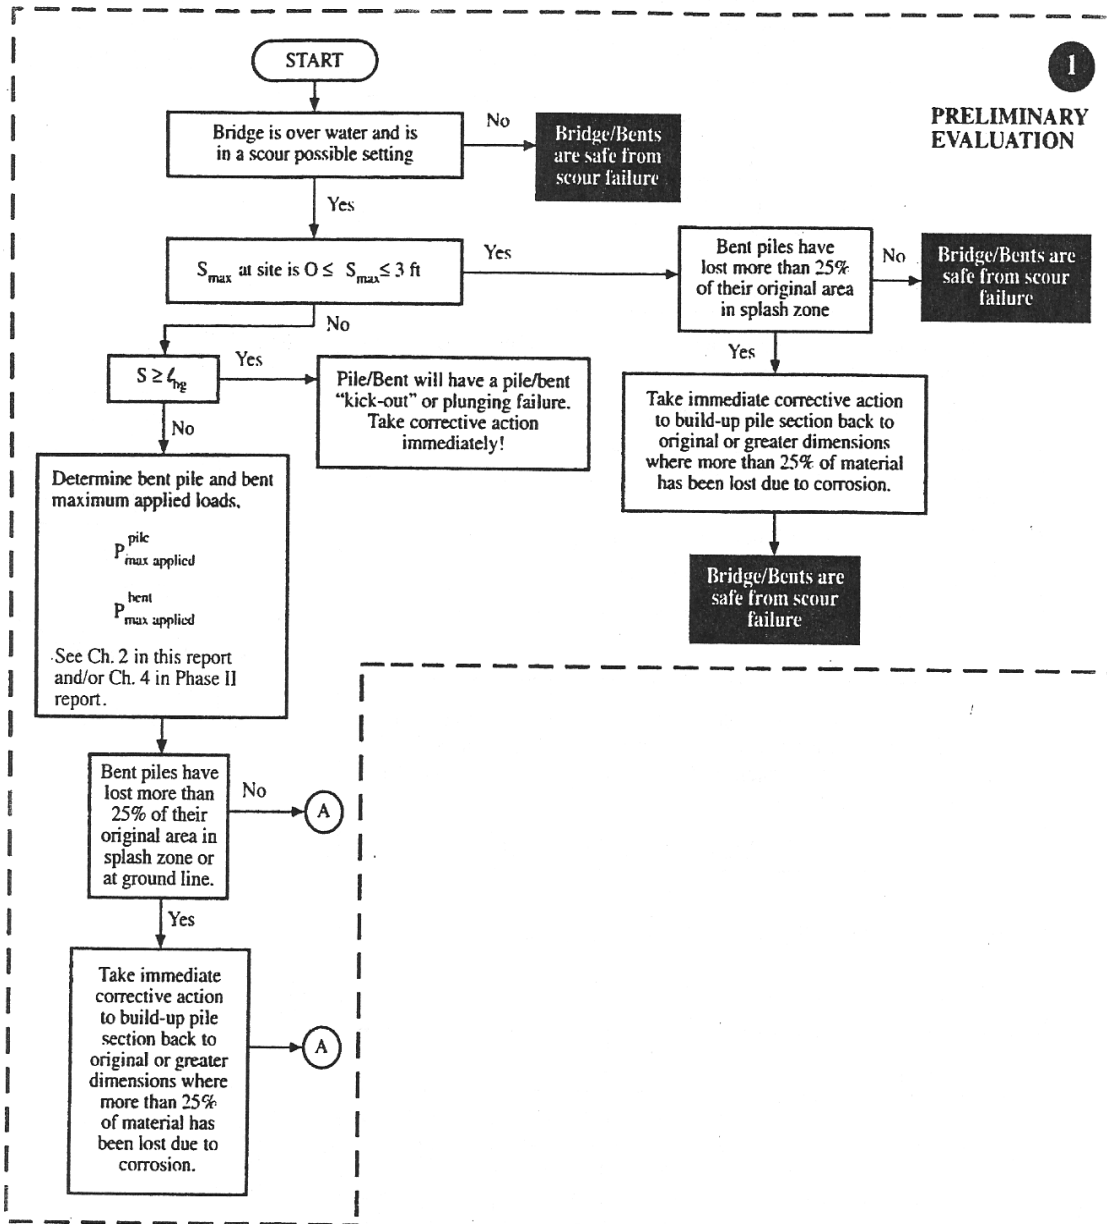 START
1
PRELIMINARY
EVALUATION
Bridge is over water and is
in a scour possible setting
No
Bridge/Bents
are safe from
scour failure
Yes
S_max at site is O ≤ S_max ≤ 3 ft
Yes
Bent piles have
lost more than 25%
of their original area
in splash zone
No
Bridge/Bents are
safe from scour
failure
No
S ≥ ℓ_bg
Yes
Pile/Bent will have a pile/bent
“kick-out” or plunging failure.
Take corrective action
immediately!
Yes
Take immediate corrective action
to build-up pile section back to
original or greater dimensions
where more than 25% of material
has been lost due to corrosion.
Bridge/Bents are
safe from scour
failure
No
Determine bent pile and bent
maximum applied loads,
P^pile_max applied
P^bent_max applied
See Ch. 2 in this report
and/or Ch. 4 in Phase II
report.
Bent piles have
lost more than
25% of their
original area in
splash zone or
at ground line.
No
A
Yes
Take immediate
corrective action
to build-up pile
section back to
original or greater
dimensions where
more than 25%
of material has
been lost due to
corrosion.
A